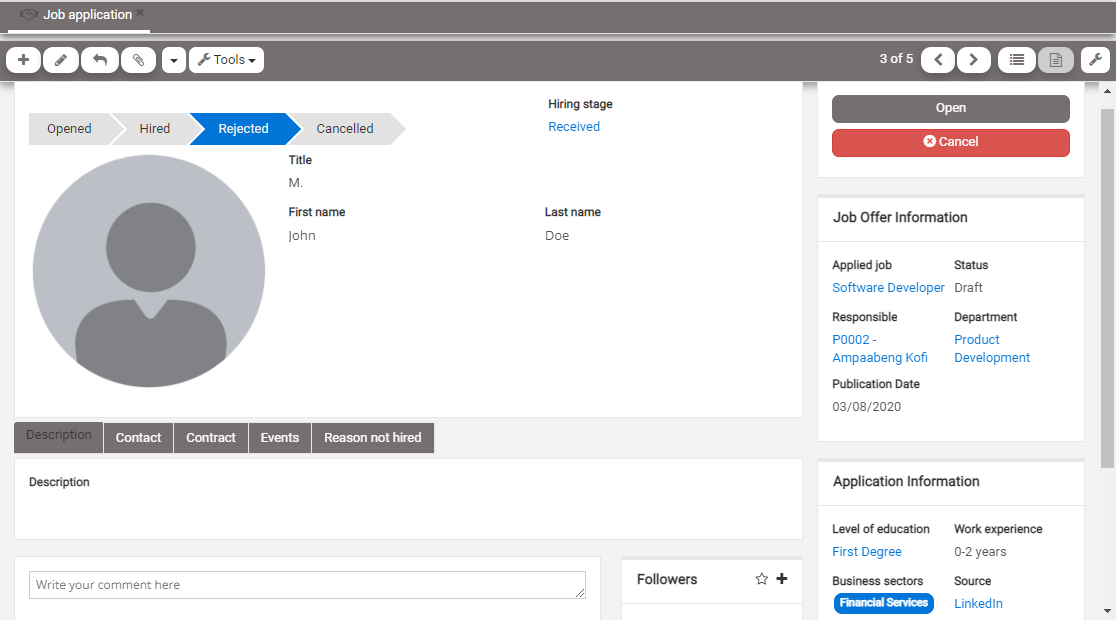 Job application
Tools
3 of 5
Opened
Hired
Rejected
Cancelled
Hiring stage
Received
Title
M.
First name
Last name
John
Doe
Description
Contact
Contract
Events
Reason not hired
Description
Write your comment here
Followers
Open
Cancel
Job Offer Information
Applied job
Status
Software Developer
Draft
Responsible
Department
P0002 -
Ampaabeng Kofi
Product
Development
Publication Date
03/08/2020
Application Information
Level of education
Work experience
First Degree
0-2 years
Business sectors
Source
Financial Services
LinkedIn